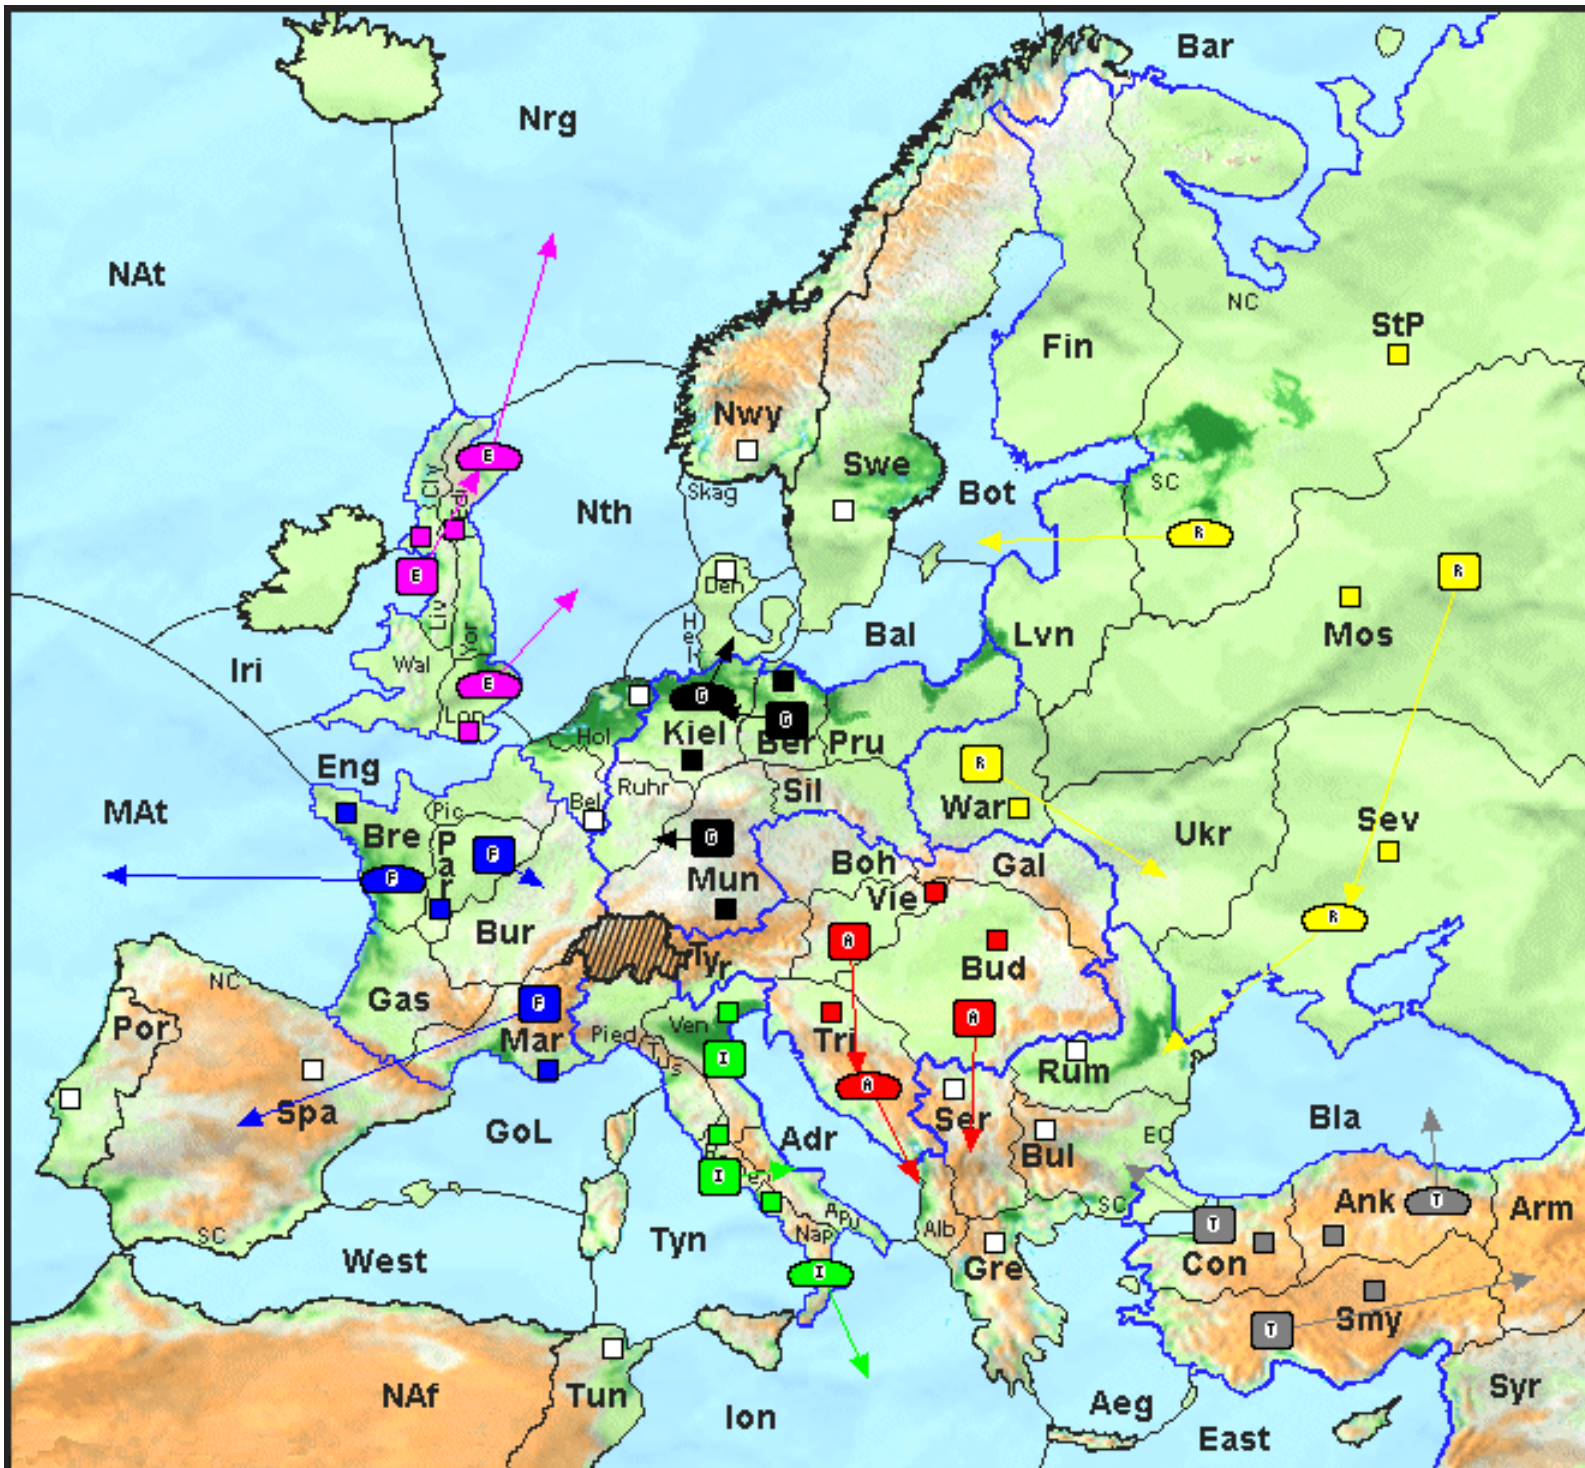 Bar
Nrg
NAt
NC
StP
Fin
Nwy
Swe
SC
Skag
Bot
Nth
E
Cly
Edi
R
R
E
Den
Hel
Liv
Yor
Bal
Lvn
Mos
Iri
Wal
E
Lon
G
G
Kiel
Ber
Pru
Hol
Eng
R
Ruhr
Sil
War
MAt
Pic
Bel
Bre
Par
F
G
Ukr
Sev
Boh
Gal
Mun
F
Vie
R
Bur
A
Bud
Tyr
NC
Gas
F
A
Por
Mar
Pied
Ven
Tri
Tus
I
Rum
A
Spa
Ser
Bla
GoL
Adr
EC
Bul
I
Ank
T
Arm
SC
Apu
SC
T
Alb
Nap
Tyn
West
Con
Gre
I
T
Smy
NAf
Tun
Syr
Ion
Aeg
East